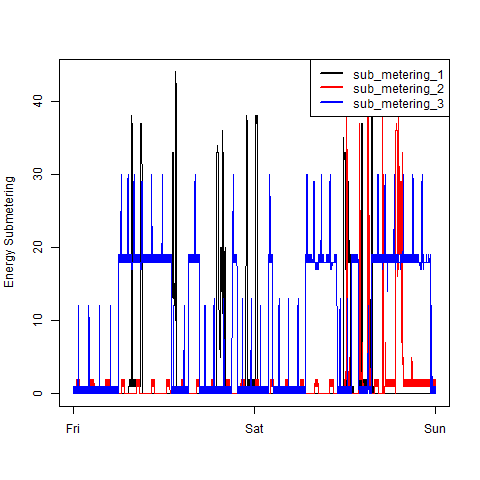 sub_metering_1
sub_metering_2
sub_metering_3
Energy Submetering
40
30
20
10
0
Fri
Sat
Sun